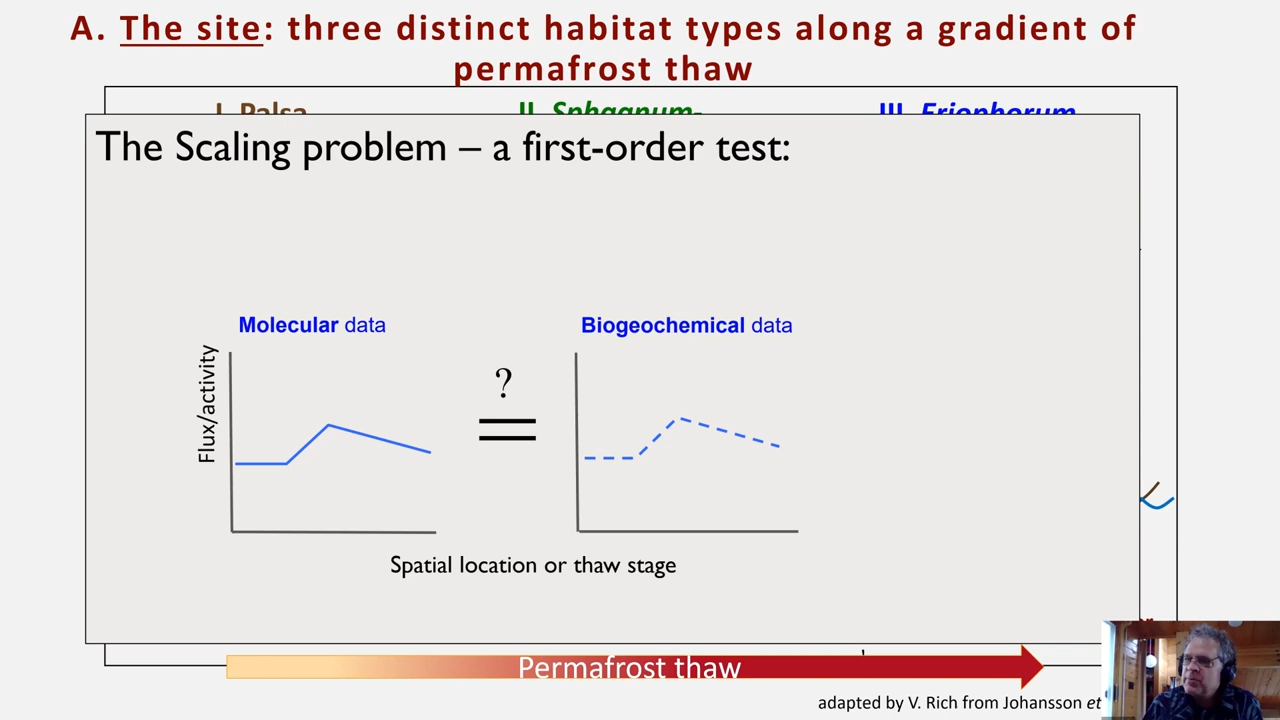 A. The site: three distinct habitat types along a gradient of
permafrost thaw
I. Palsa
II. Sphagnum-
III. Eriophorum
The Scaling problem – a first-order test:
Molecular data
Biogeochemical data
Flux/activity
?
Spatial location or thaw stage
Permafrost thaw
adapted by V. Rich from Johansson et